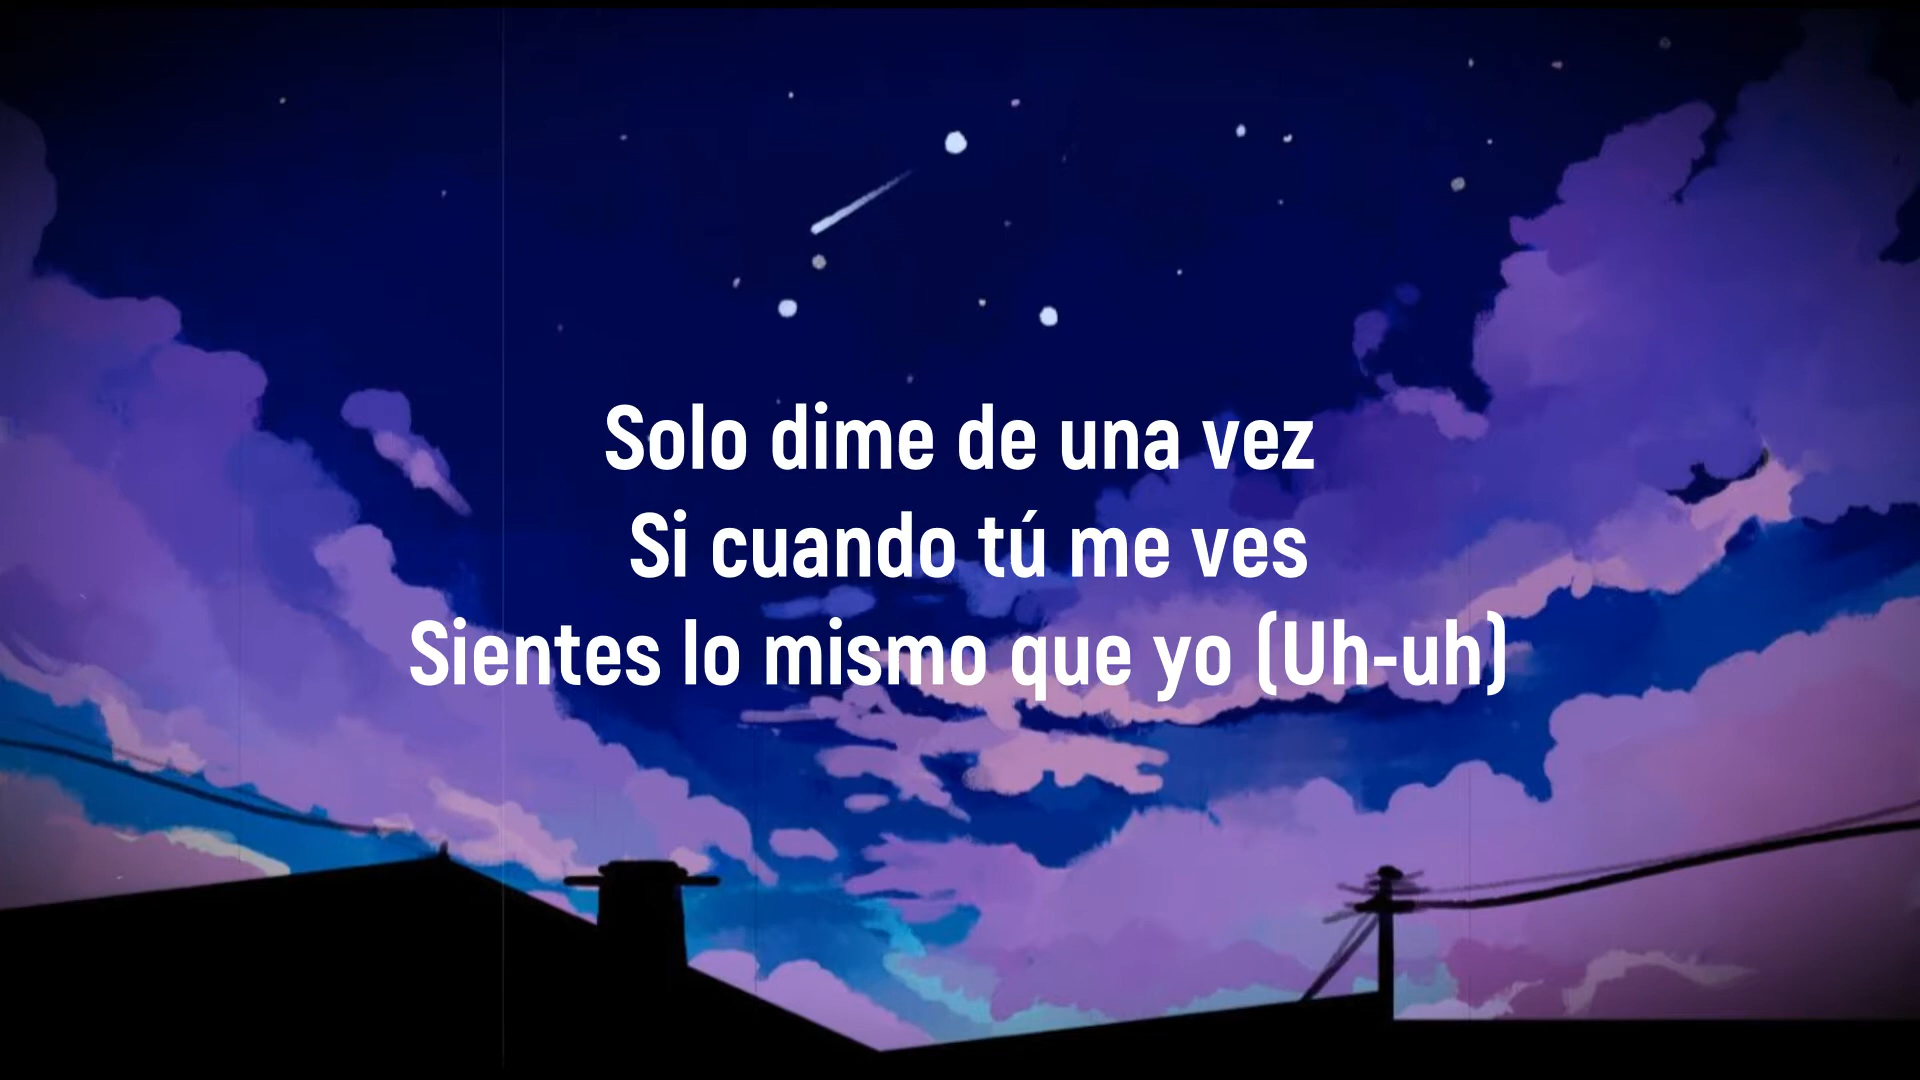 Solo dime de una vez
Si cuando tú me ves
Sientes lo mismo que yo (Uh-uh)